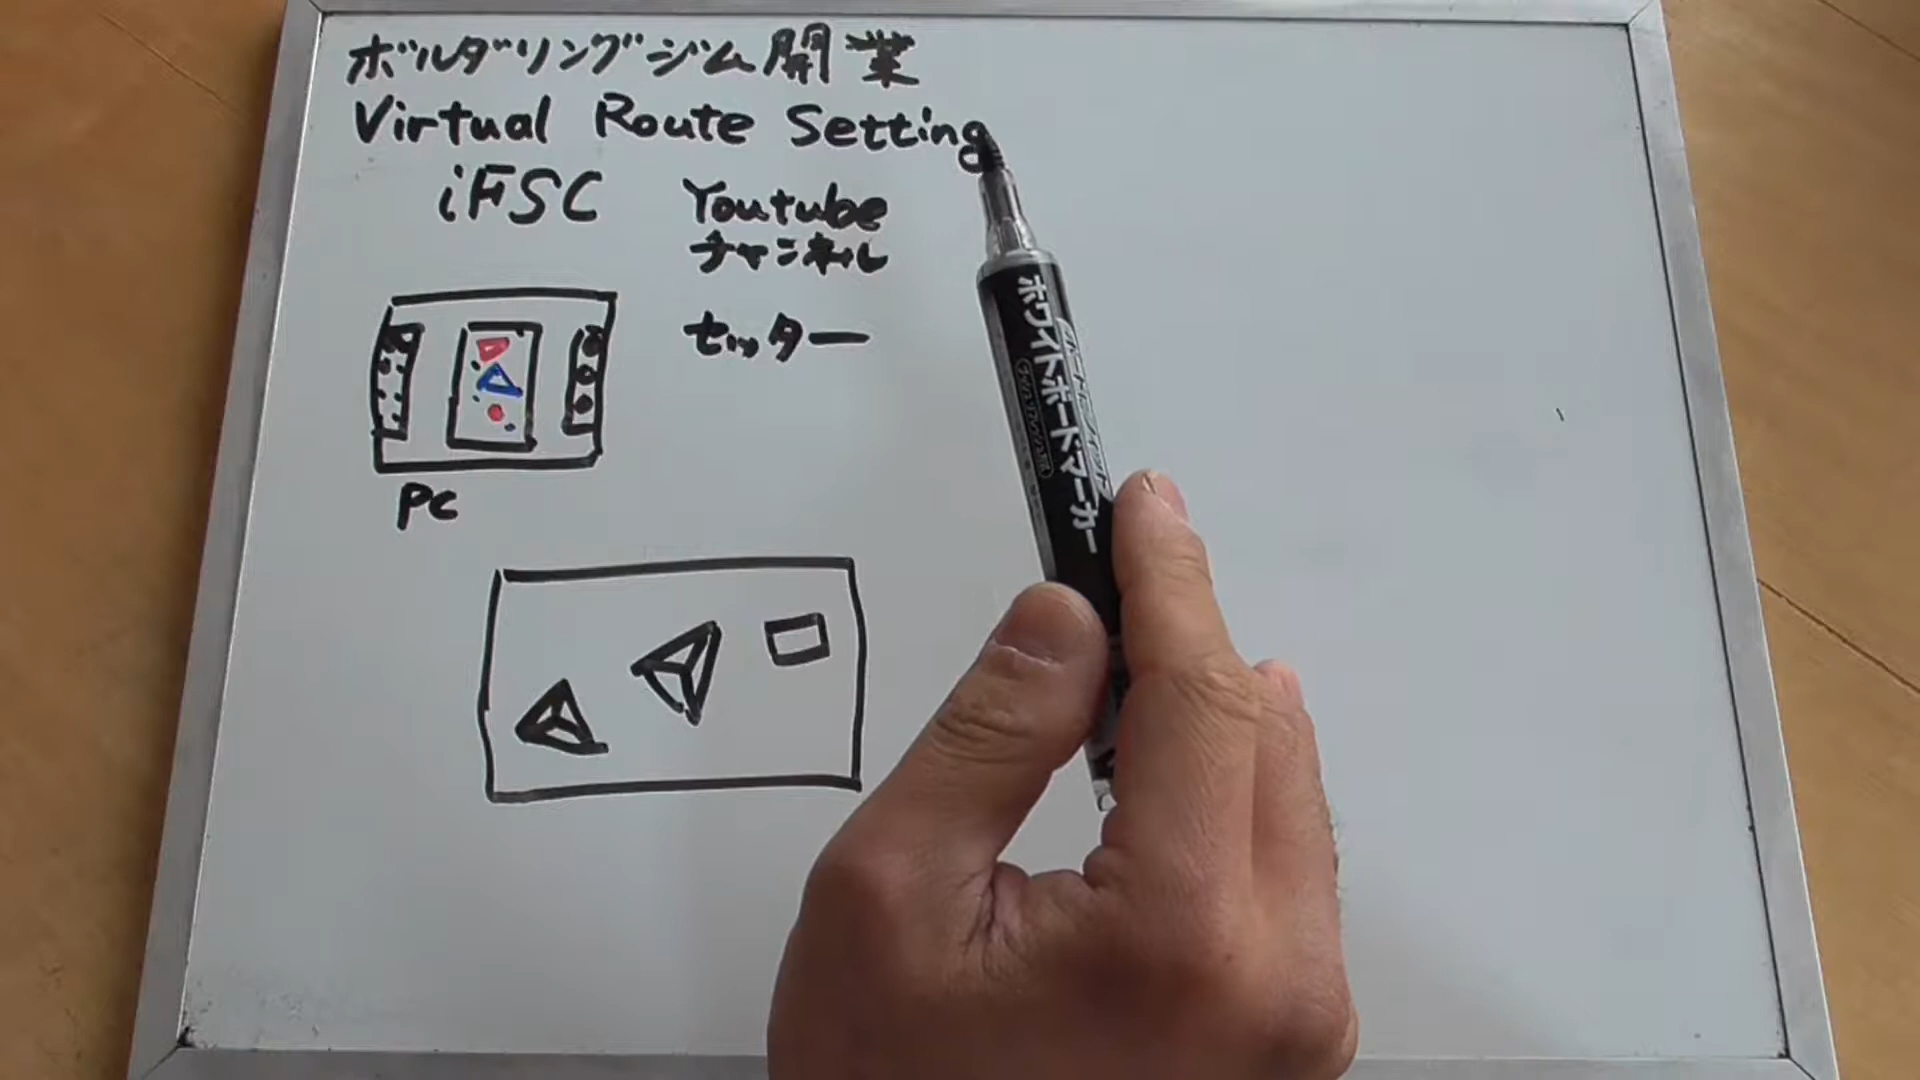 ボルダリングジム開業
Virtual Route Setting
iFSC
Youtube
チャンネル
セッター
PC
ホワイトボードマーカー